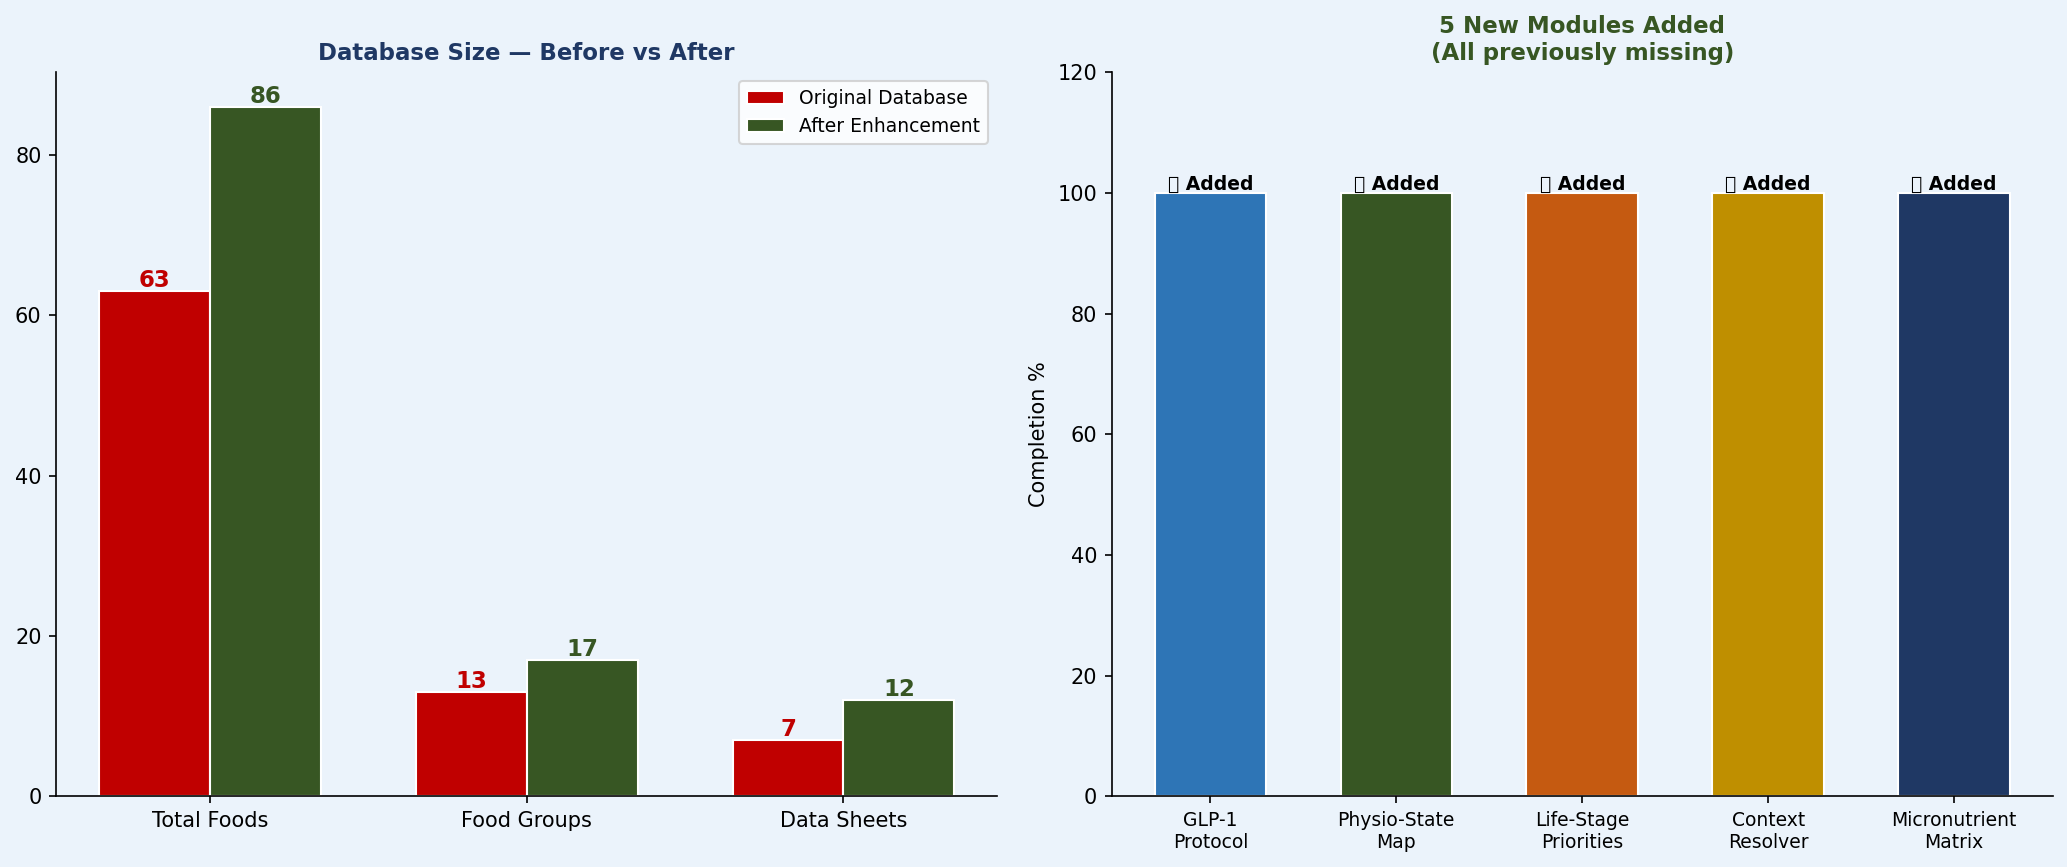 Database Size — Before vs After
Original Database
After Enhancement
80
60
40
20
0
86
63
13
17
7
12
Total Foods
Food Groups
Data Sheets
5 New Modules Added
(All previously missing)
Completion %
120
100
80
60
40
20
0
▯ Added
▯ Added
▯ Added
▯ Added
▯ Added
GLP-1
Protocol
Physio-State
Map
Life-Stage
Priorities
Context
Resolver
Micronutrient
Matrix